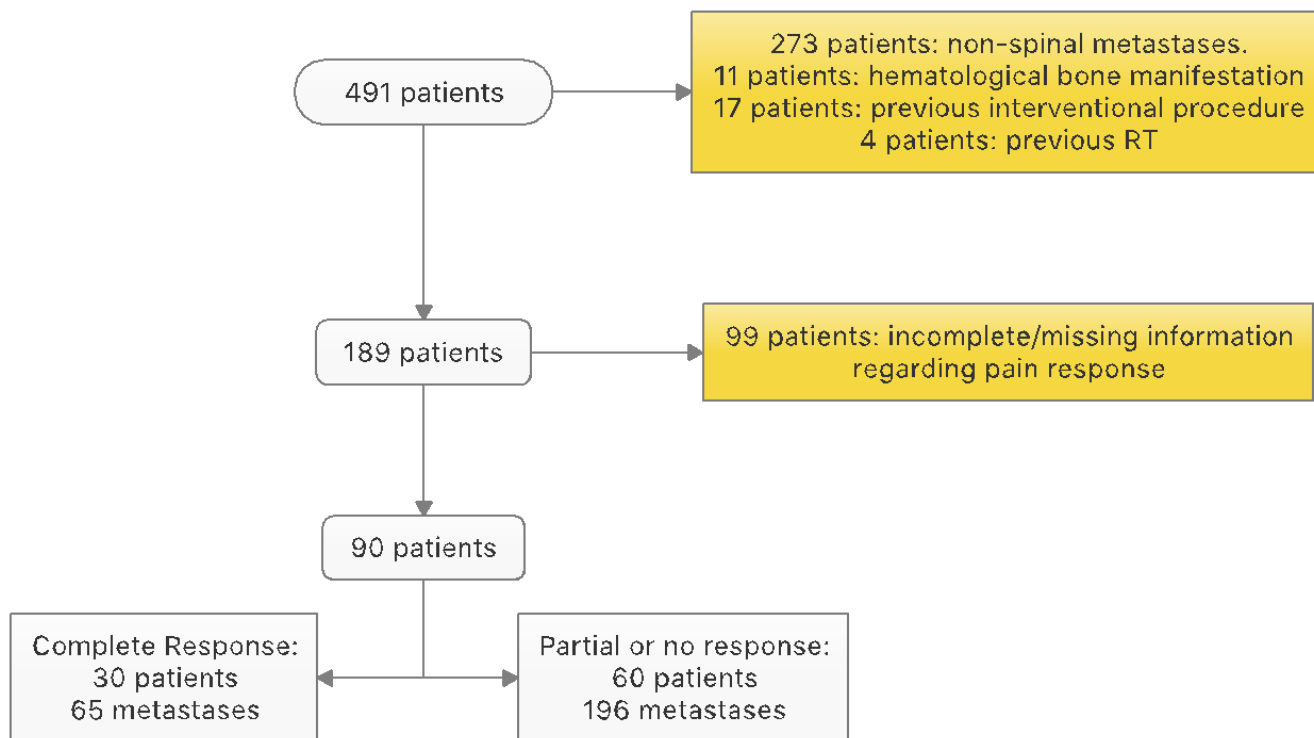 491 patients
273 patients: non-spinal metastases.
11 patients: hematological bone manifestation
17 patients: previous interventional procedure
4 patients: previous RT
189 patients
99 patients: incomplete/missing information
regarding pain response
90 patients
Complete Response:
30 patients
65 metastases
Partial or no response:
60 patients
196 metastases